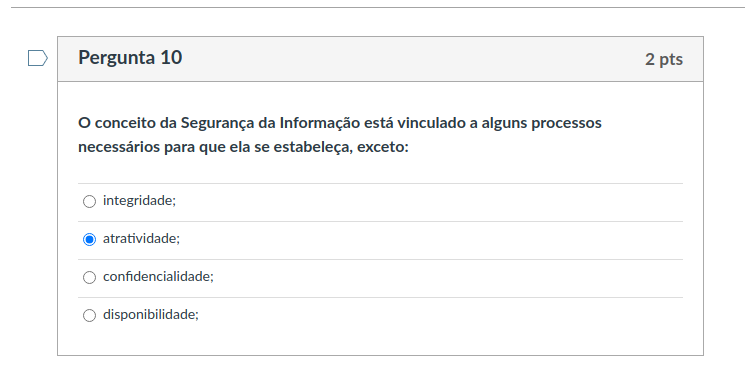 Pergunta 10
2 pts
O conceito da Segurança da Informação está vinculado a alguns processos
necessários para que ela se estabeleça, exceto:
integridade;
atratividade;
confidencialidade;
disponibilidade;